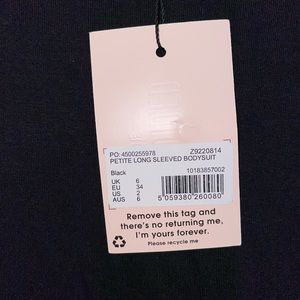 PO: 4500255978 Z9220814
PETITE LONG SLEEVED BODYSUIT
Black 10183857002
UK 6
EU 34
US 2
AUS 6
5 059380 260080
Remove this tag and
there's no returning me,
I'm yours forever.
Please recycle me